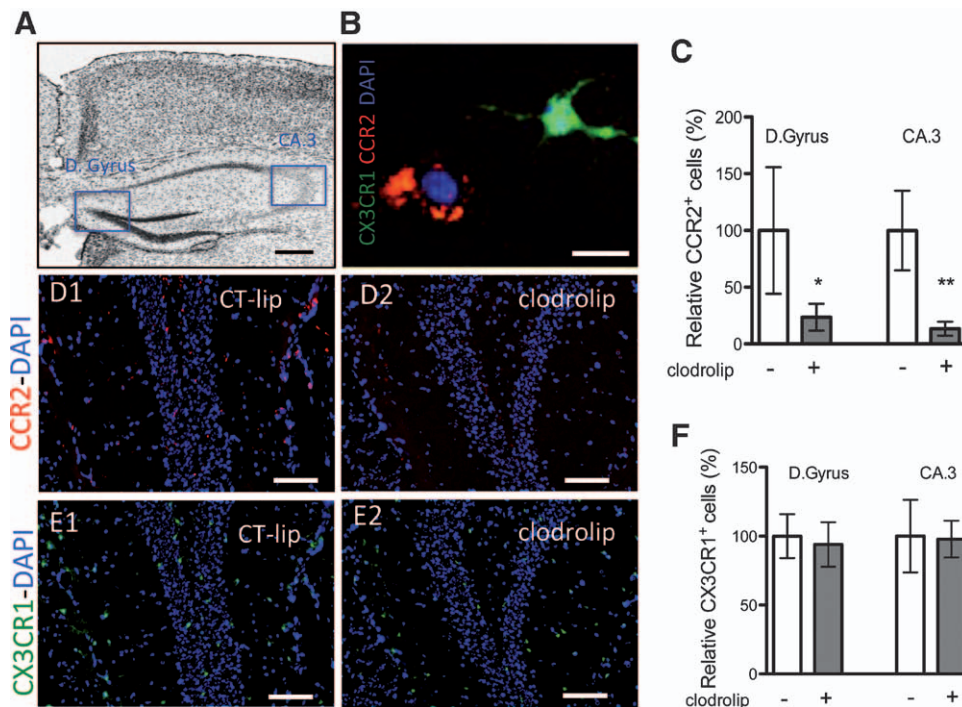 A
D. Gyrus
CA.3
B
CX3CR1 CCR2 DAPI
C
Relative CCR2+ cells (%)
200
150
100
50
0
D.Gyrus
CA.3
*
**
clodrolip
- + - +
CCR2-DAPI
D1
CT-lip
D2
clodrolip
CX3CR1-DAPI
E1
CT-lip
E2
clodrolip
F
Relative CX3CR1+ cells (%)
150
100
50
0
D.Gyrus
CA.3
clodrolip
- + - +